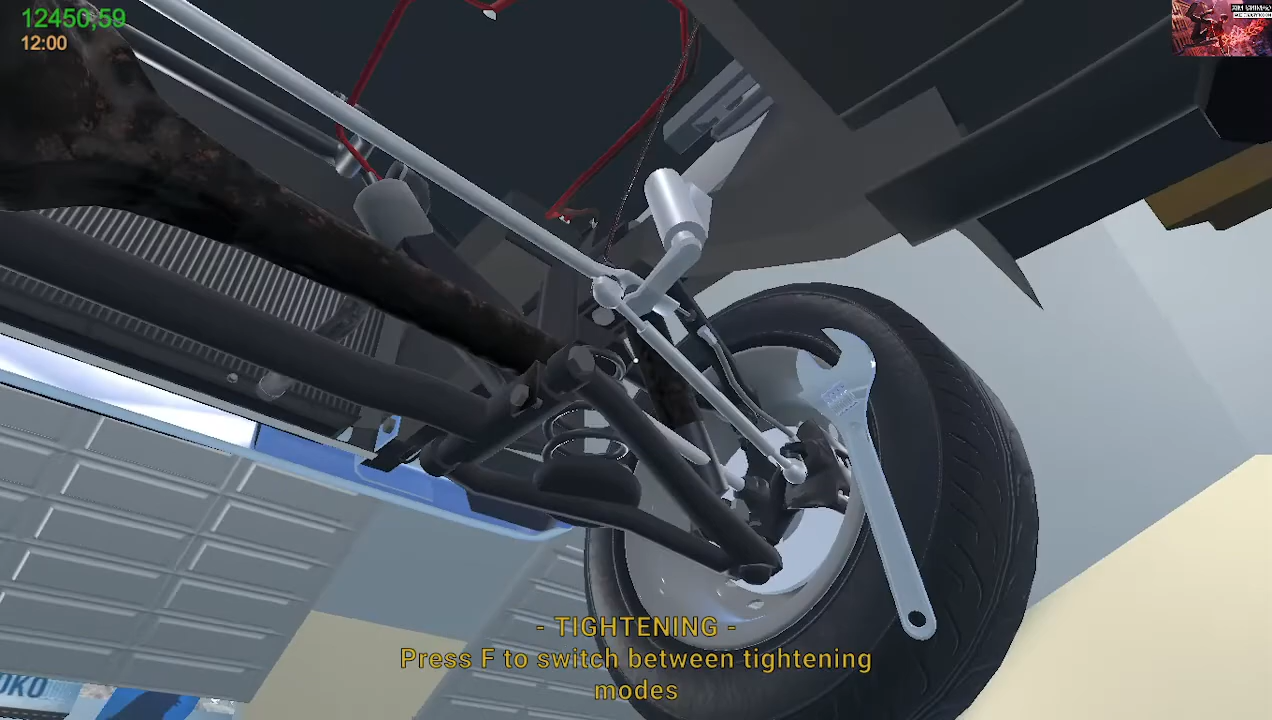 12450,59
12:00
- TIGHTENING -
Press F to switch between tightening
modes